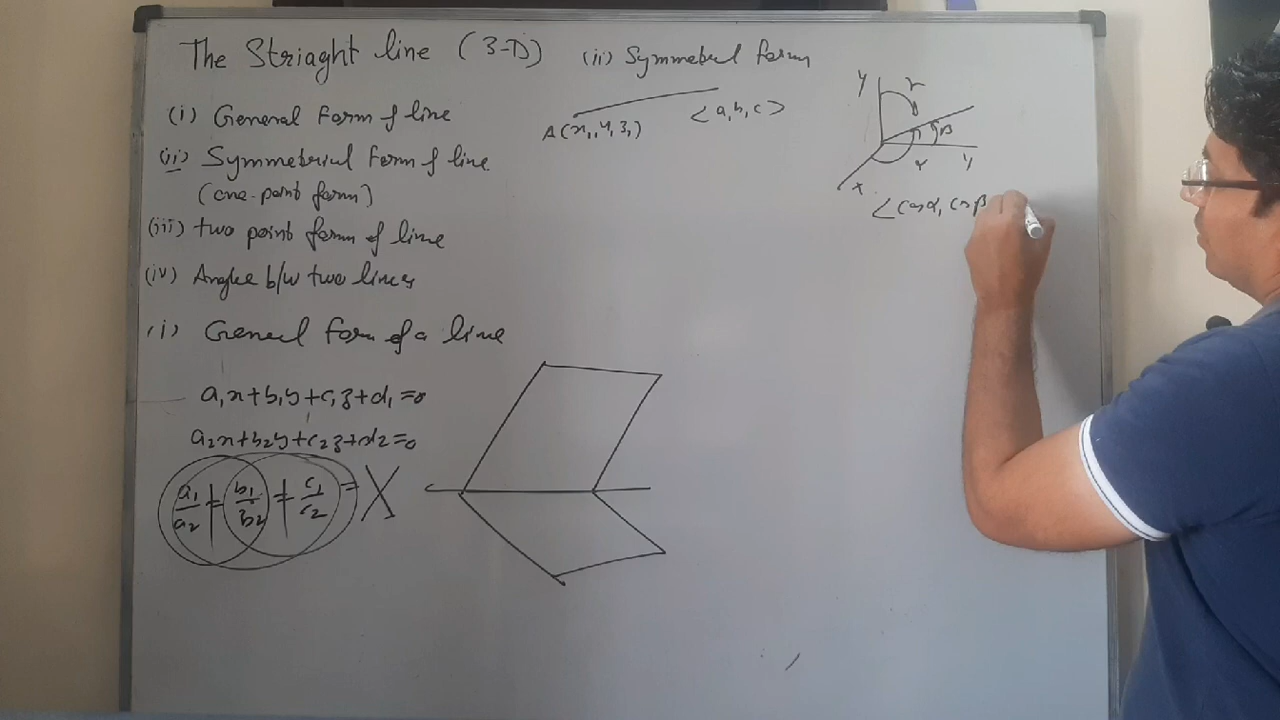 The Striaght line (3-D)
(i) General Form of line
(ii) Symmetrical Form of line
(one-point form)
(iii) two point form of line
(iv) Angle b/w two lines
(i) General form of a line
a₁x+b₁y+c₁z+d₁=0
a₂x+b₂y+c₂z+d₂=0
a₁/a₂ ≠ b₁/b₂ ≠ c₁/c₂ = X
(ii) Symmetrical form
A(x₁,y₁,z₁) <a,b,c>
y r
β
α y
x
<cosα, cosβ